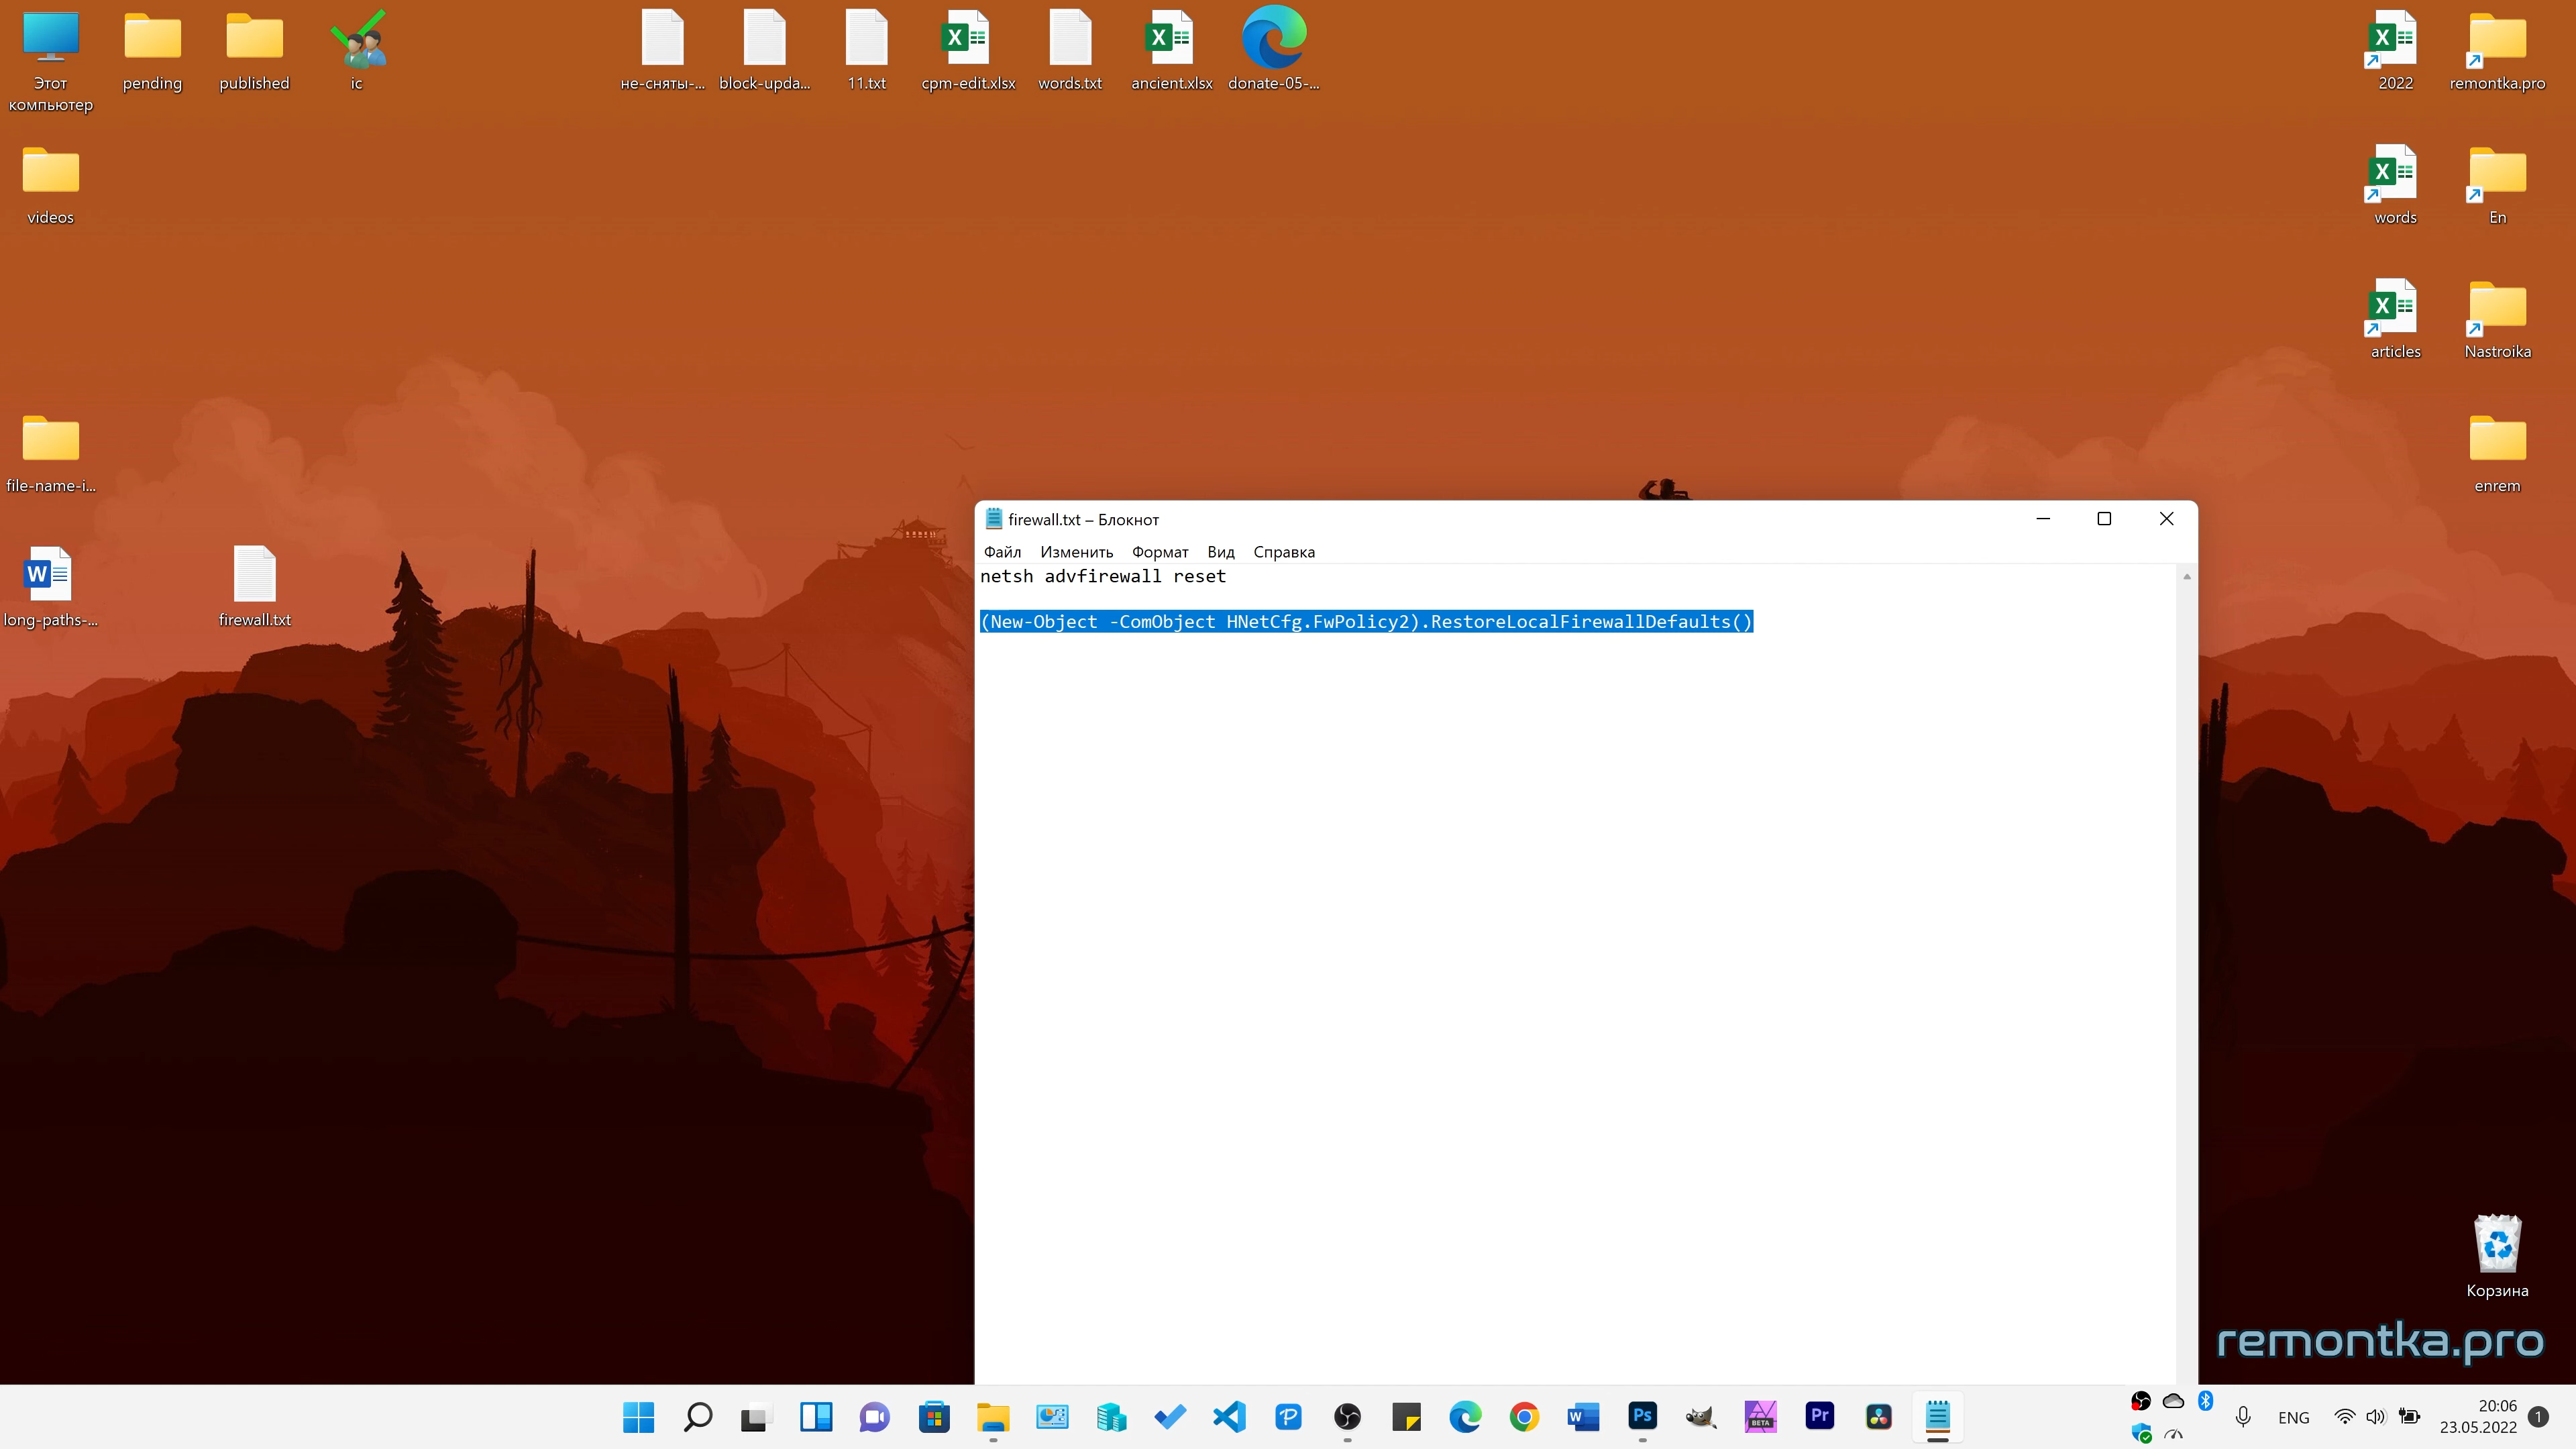 Этот
компьютер
pending
published
ic
не-сняты-...
block-upda...
11.txt
cpm-edit.xlsx
words.txt
ancient.xlsx
donate-05-...
2022
remontka.pro
videos
words
En
articles
Nastroika
file-name-i...
enrem
long-paths-...
firewall.txt
firewall.txt – Блокнот
Файл Изменить Формат Вид Справка
netsh advfirewall reset
(New-Object -ComObject HNetCfg.FwPolicy2).RestoreLocalFirewallDefaults()
Корзина
remontka.pro
BETA
Ps
Pr
ENG
20:06
23.05.2022
1